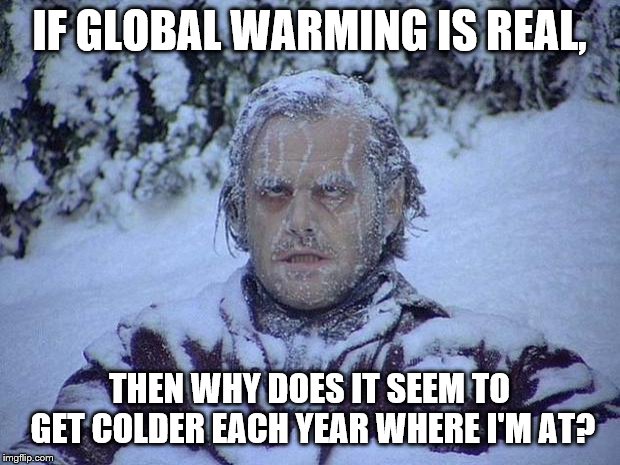 IF GLOBAL WARMING IS REAL,
THEN WHY DOES IT SEEM TO
GET COLDER EACH YEAR WHERE I'M AT?
imgflip.com